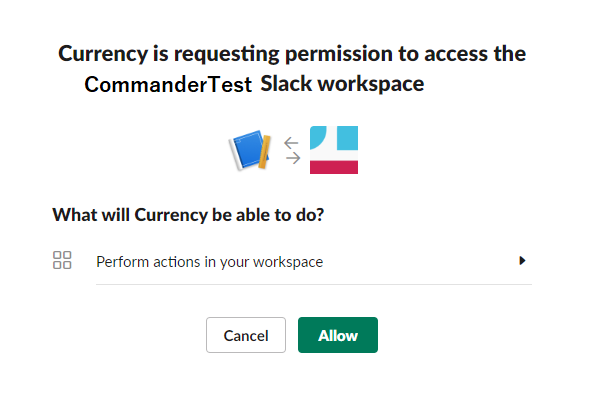 Currency is requesting permission to access the
CommanderTest Slack workspace
What will Currency be able to do?
Perform actions in your workspace
Cancel Allow